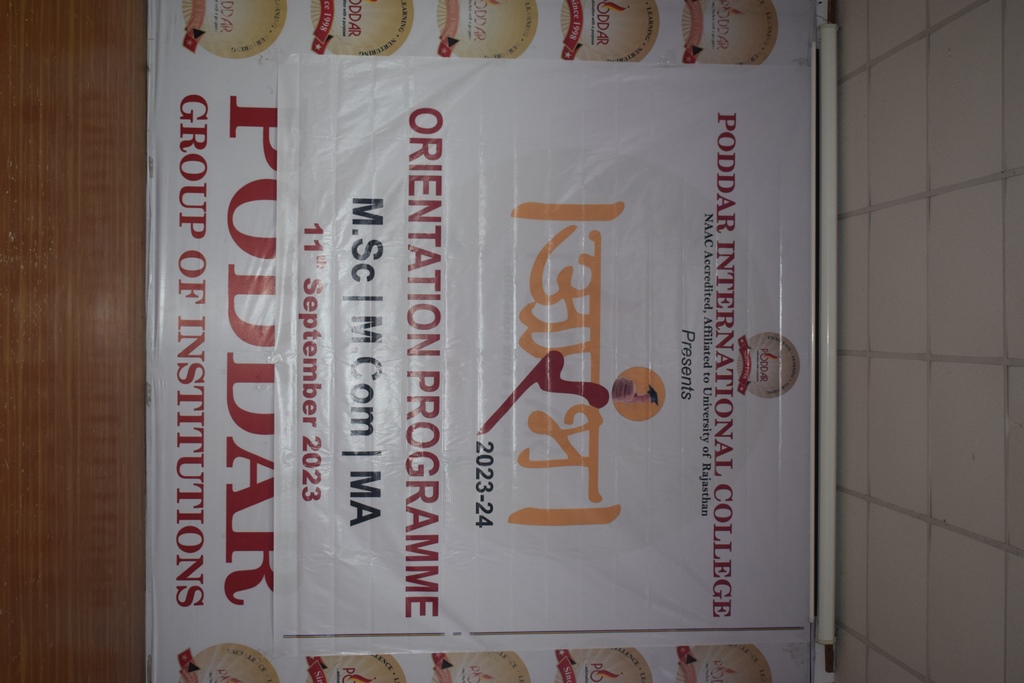 PODDAR
PODDAR INTERNATIONAL COLLEGE
NAAC Accredited, Affiliated to University of Rajasthan
Presents
2023-24
ORIENTATION PROGRAMME
M.Sc | M.Com | MA
11th September 2023
PODDAR
GROUP OF INSTITUTIONS